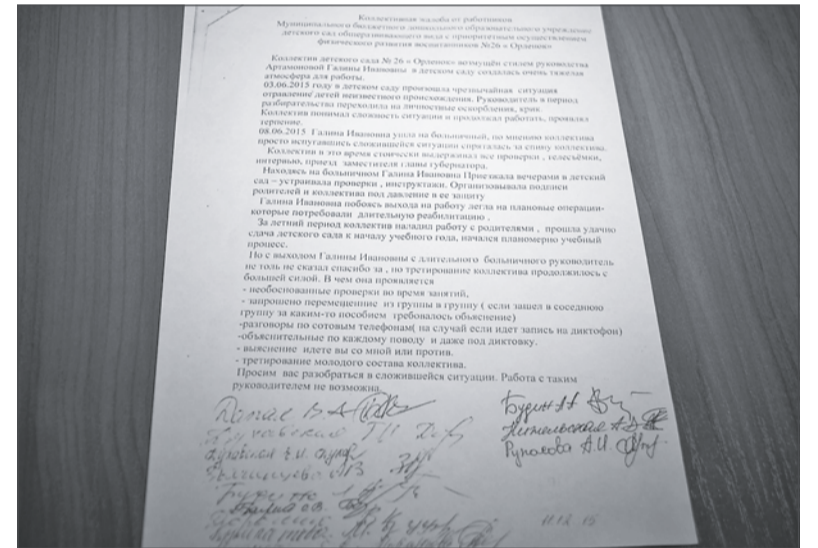 Коллективная жалоба от работников
Муниципального бюджетного дошкольного образовательного учреждение
детского сад общеразвивающего вида с приоритетным осуществлением
физического развития воспитанников №26 « Орленок»
Коллектив детского сада № 26 « Орленок» возмущён стилем руководства
Артамоновой Галины Ивановны в детском саду создалась очень тяжелая
атмосфера для работы.
03.06.2015 году в детском саду произошла чрезвычайная ситуация
отравление детей неизвестного происхождения. Руководитель в период
разбирательства переходила на личностные оскорбления, крик.
Коллектив понимал сложность ситуации и продолжал работать, проявлял
терпение.
08.06.2015 Галина Ивановна ушла на больничный, по мнению коллектива
просто испугавшись сложившейся ситуации спряталась за спину коллектива.
Коллектив в это время стоически выдерживал все проверки , телесъёмки,
интервью, приезд заместителя главы губернатора.
Находясь на больничном Галина Ивановна Приезжала вечерами в детский
сад – устраивала проверки , инструктажи. Организовывала подписи
родителей и коллектива под давление в ее защиту
Галина Ивановна побоясь выхода на работу легла на плановые операции-
которые потребовали длительную реабилитацию .
За летний период коллектив наладил работу с родителями , прошла удачно
сдача детского сада к началу учебного года, начался планомерно учебный
процесс.
Но с выходом Галины Ивановны с длительного больничного руководитель
не толь не сказал спасибо за , но третирование коллектива продолжилось с
большей силой. В чем она проявляется
- необоснованные проверки во время занятий,
- запрошено перемещение из группы в группу ( если зашел в соседнюю
группу за каким-то пособием требовалось объяснение)
-разговоры по сотовым телефонам( на случай если идет запись на диктофон)
-объяснительные по каждому поводу и даже под диктовку.
- выяснение идете вы со мной или против.
- третирование молодого состава коллектива.
Просим вас разобраться в сложившейся ситуации. Работа с таким
руководителем не возможна.
11.12.15